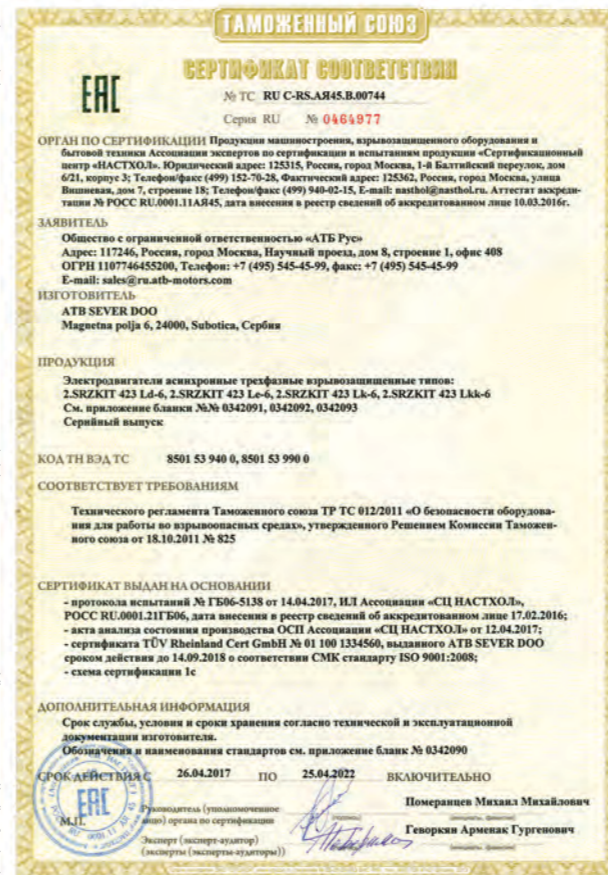 ТАМОЖЕННЫЙ СОЮЗ
СЕРТИФИКАТ СООТВЕТСТВИЯ
ЕАС
№ ТС RU C-RS.АЯ45.В.00744
Серия RU № 0464977
ОРГАН ПО СЕРТИФИКАЦИИ Продукции машиностроения, взрывозащищенного оборудования и
бытовой техники Ассоциации экспертов по сертификации и испытаниям продукции «Сертификационный
центр «НАСТХОЛ». Юридический адрес: 125315, Россия, город Москва, 1-й Балтийский переулок, дом
6/21, корпус 3; Телефон/факс (499) 152-70-28, Фактический адрес: 125362, Россия, город Москва, улица
Вишневая, дом 7, строение 18; Телефон/факс (499) 940-02-15, E-mail: nasthol@nasthol.ru. Аттестат аккреди-
тации № РОСС RU.0001.11АЯ45, дата внесения в реестр сведений об аккредитованном лице 10.03.2016г.
ЗАЯВИТЕЛЬ
Общество с ограниченной ответственностью «АТБ Рус»
Адрес: 117246, Россия, город Москва, Научный проезд, дом 8, строение 1, офис 408
ОГРН 1107746455200, Телефон: +7 (495) 545-45-99, факс: +7 (495) 545-45-99
E-mail: sales@ru.atb-motors.com
ИЗГОТОВИТЕЛЬ
ATB SEVER DOO
Magnetna polja 6, 24000, Subotica, Сербия
ПРОДУКЦИЯ
Электродвигатели асинхронные трехфазные взрывозащищенные типов:
2.SRZKIT 423 Ld-6, 2.SRZKIT 423 Le-6, 2.SRZKIT 423 Lk-6, 2.SRZKIT 423 Lkk-6
См. приложение бланки №№ 0342091, 0342092, 0342093
Серийный выпуск
КОД ТН ВЭД ТС 8501 53 940 0, 8501 53 990 0
СООТВЕТСТВУЕТ ТРЕБОВАНИЯМ
Технического регламента Таможенного союза ТР ТС 012/2011 «О безопасности оборудова-
ния для работы во взрывоопасных средах», утвержденного Решением Комиссии Таможен-
ного союза от 18.10.2011 № 825
СЕРТИФИКАТ ВЫДАН НА ОСНОВАНИИ
- протокола испытаний № ГБ06-5138 от 14.04.2017, ИЛ Ассоциации «СЦ НАСТХОЛ»,
РОСС RU.0001.21ГБ06, дата внесения в реестр сведений об аккредитованном лице 17.02.2016;
- акта анализа состояния производства ОСП Ассоциации «СЦ НАСТХОЛ» от 12.04.2017;
- сертификата TÜV Rheinland Cert GmbH № 01 100 1334560, выданного ATB SEVER DOO
сроком действия до 14.09.2018 о соответствии СМК стандарту ISO 9001:2008;
- схема сертификации 1с
ДОПОЛНИТЕЛЬНАЯ ИНФОРМАЦИЯ
Срок службы, условия и сроки хранения согласно технической и эксплуатационной
документации изготовителя.
Обозначения и наименования стандартов см. приложение бланк № 0342090
СРОК ДЕЙСТВИЯ С 26.04.2017 ПО 25.04.2022 ВКЛЮЧИТЕЛЬНО
М.П.
ЕАС
Руководитель (уполномоченное
лицо) органа по сертификации
Померанцев Михаил Михайлович
Эксперт (эксперт-аудитор)
(эксперты (эксперты-аудиторы))
Геворкян Арменак Гургенович